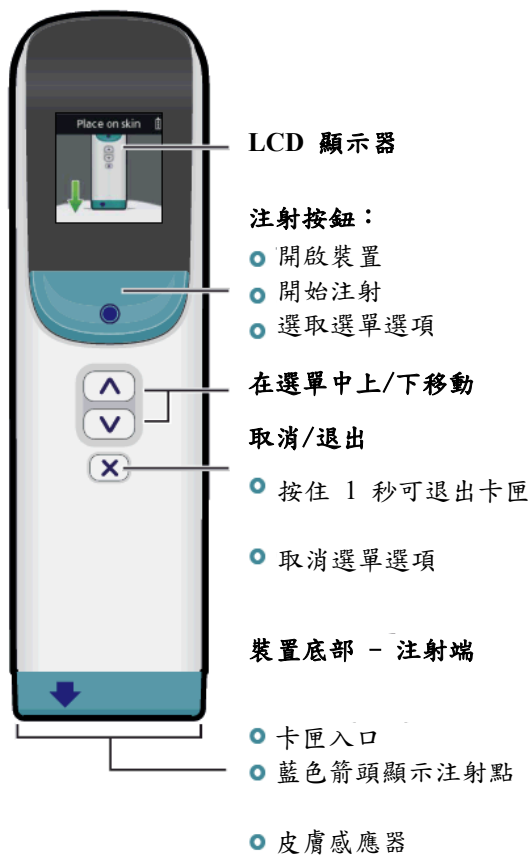 Place on skin
LCD 顯示器
注射按鈕：
開啟裝置
開始注射
選取選單選項
在選單中上/下移動
取消/退出
按住 1 秒可退出卡匣
取消選單選項
裝置底部 – 注射端
卡匣入口
藍色箭頭顯示注射點
皮膚感應器